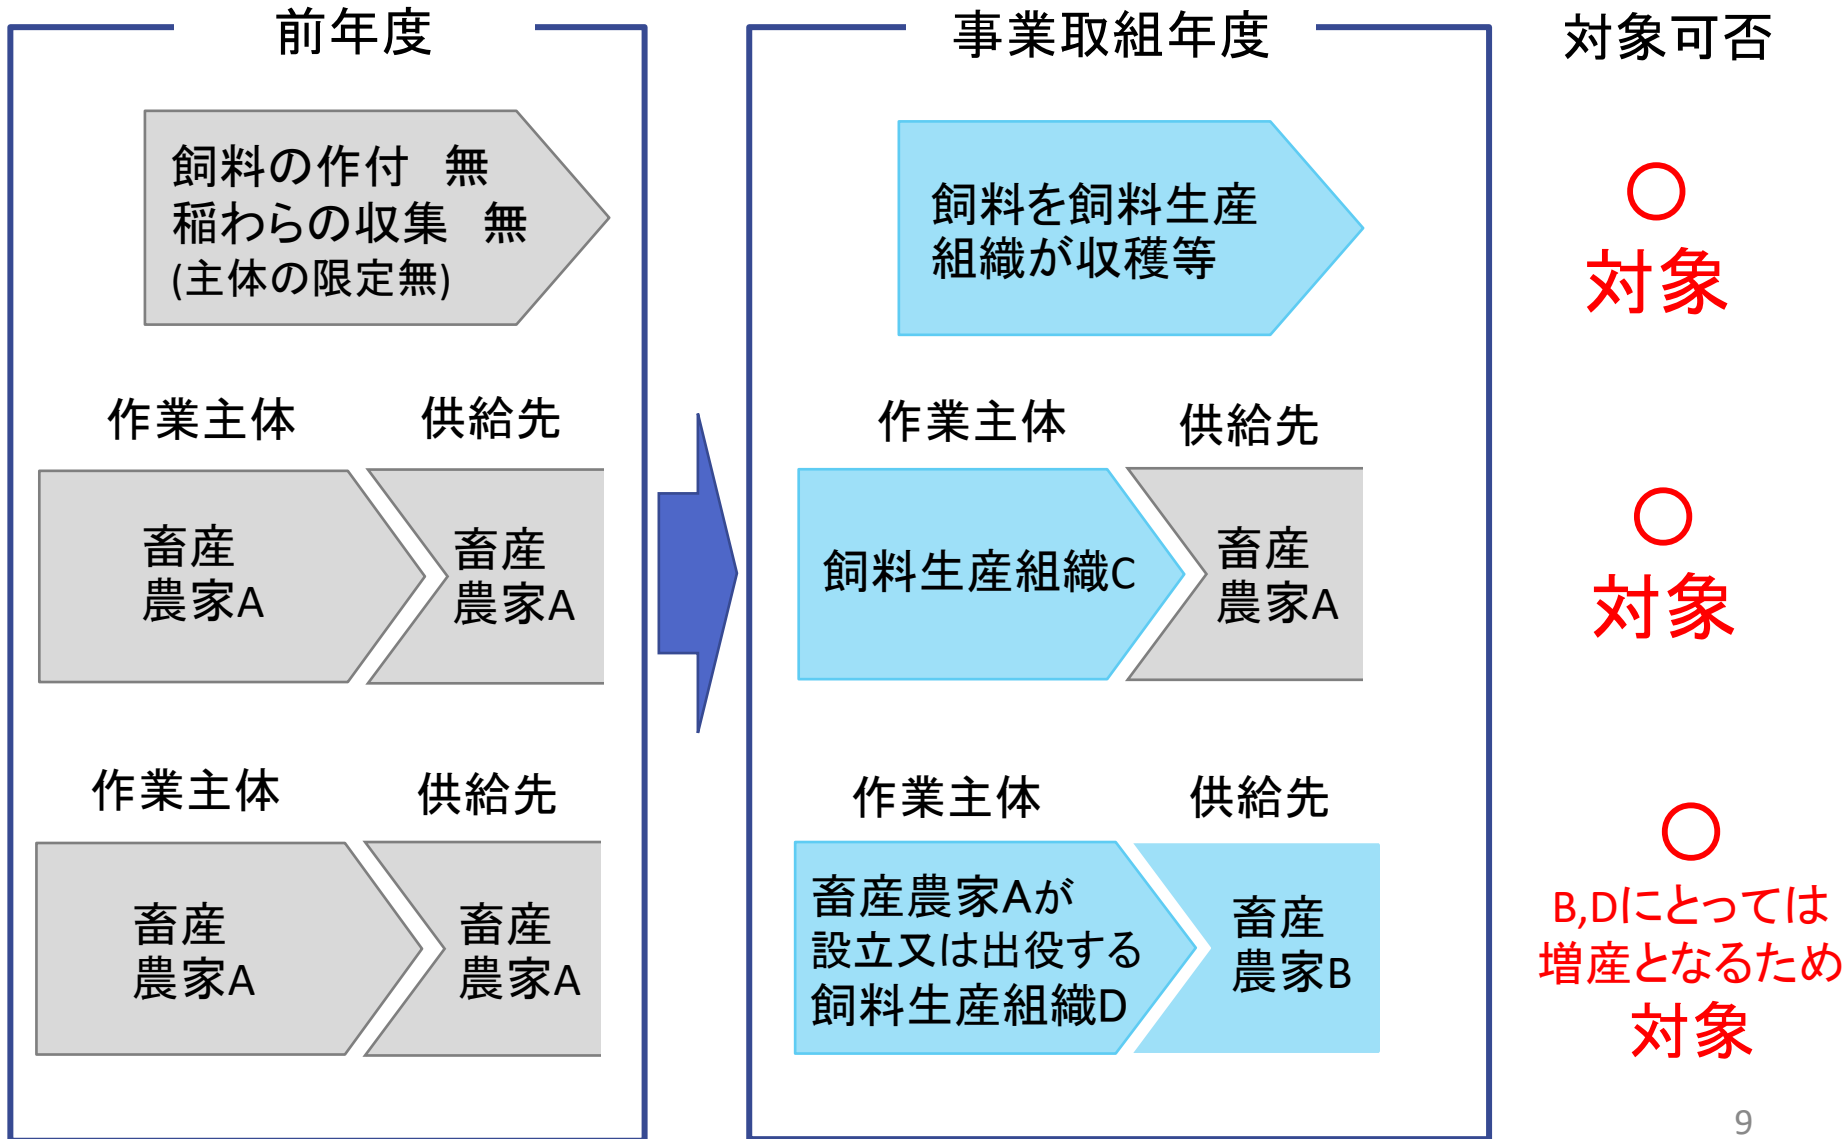 前年度
事業取組年度
対象可否
飼料の作付　無
稲わらの収集　無
(主体の限定無)
飼料を飼料生産
組織が収穫等
〇
対象
作業主体
供給先
作業主体
供給先
畜産
農家A
畜産
農家A
飼料生産組織C
畜産
農家A
〇
対象
作業主体
供給先
作業主体
供給先
畜産
農家A
畜産
農家A
畜産農家Aが
設立又は出役する
飼料生産組織D
畜産
農家B
〇
B,Dにとっては
増産となるため
対象
9